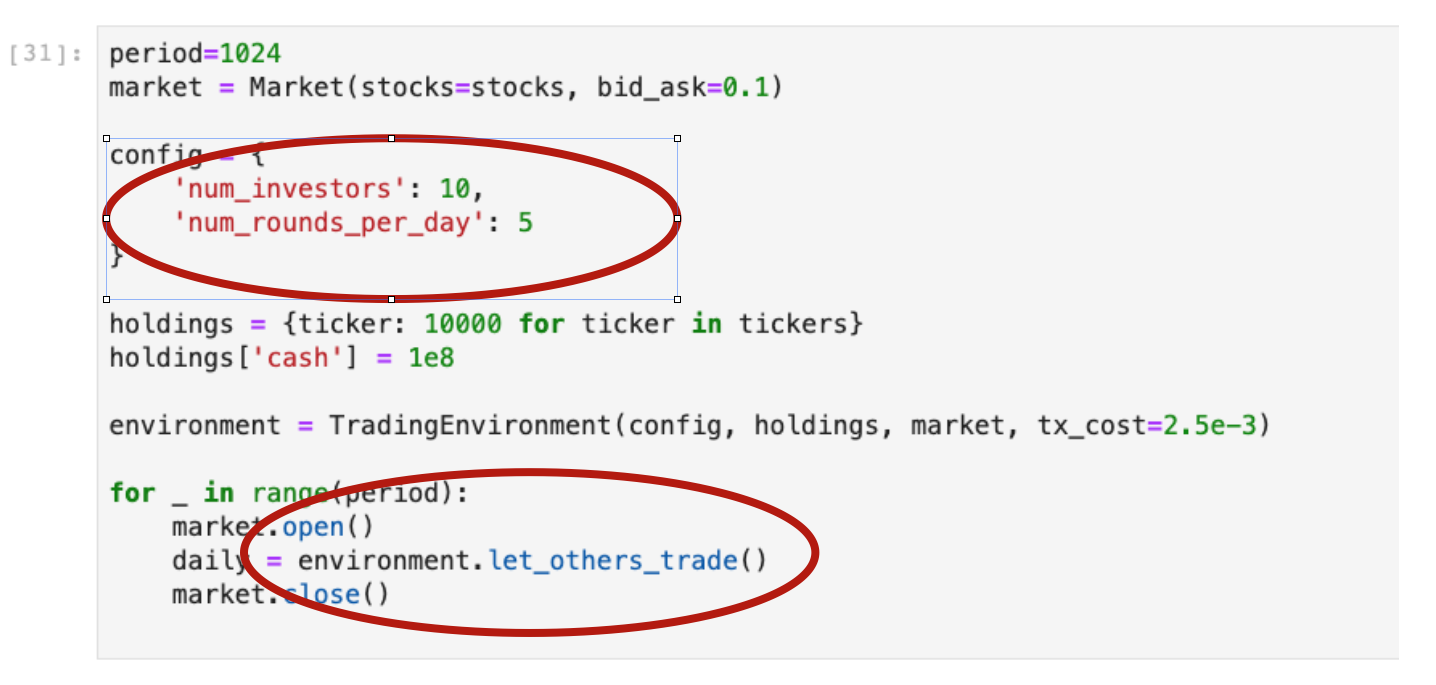 [31]: period=1024
market = Market(stocks=stocks, bid_ask=0.1)
config = {
    'num_investors': 10,
    'num_rounds_per_day': 5
}
holdings = {ticker: 10000 for ticker in tickers}
holdings['cash'] = 1e8
environment = TradingEnvironment(config, holdings, market, tx_cost=2.5e-3)
for _ in range(period):
    market.open()
    daily = environment.let_others_trade()
    market.close()